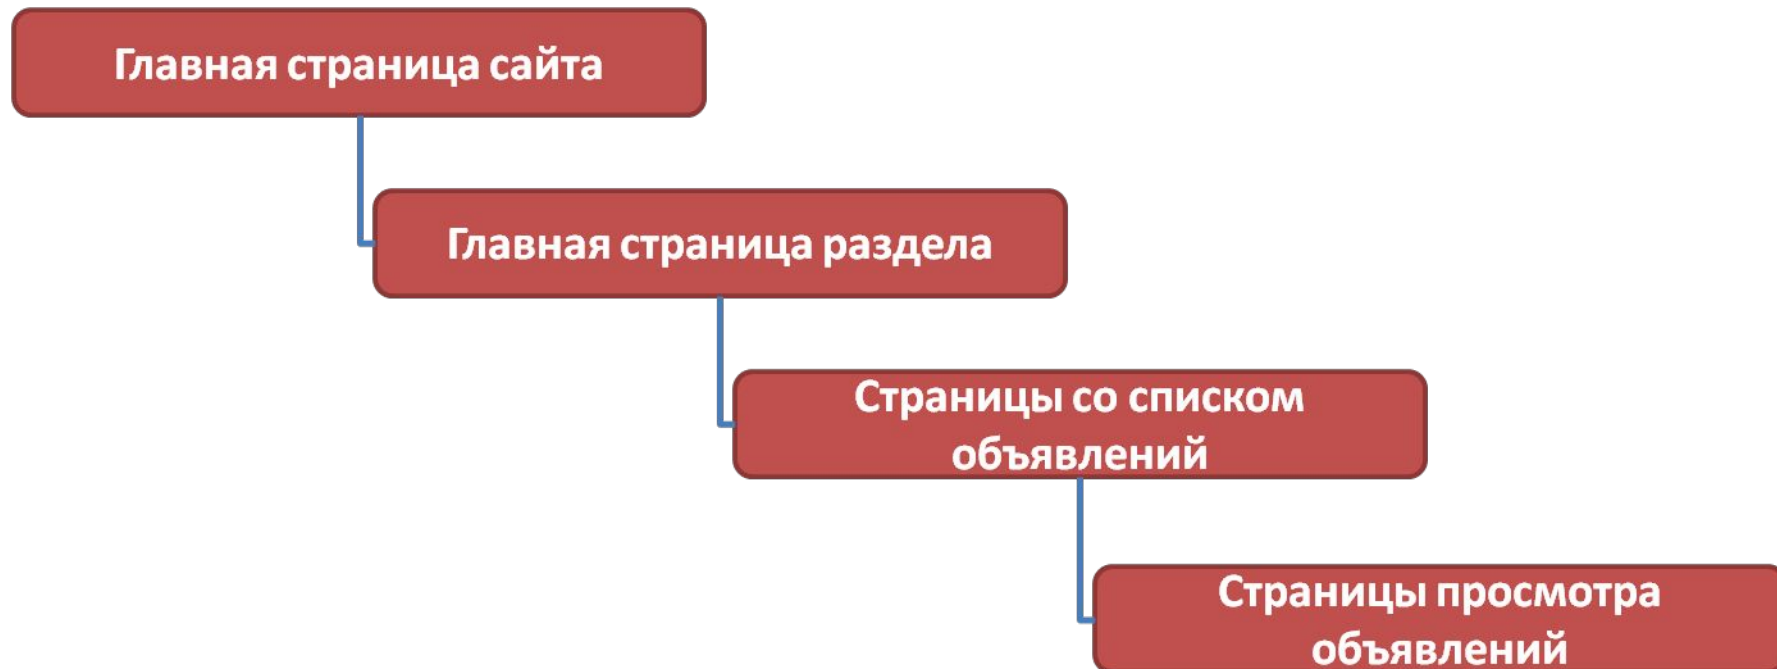 Главная страница сайта
Главная страница раздела
Страницы со списком
объявлений
Страницы просмотра
объявлений